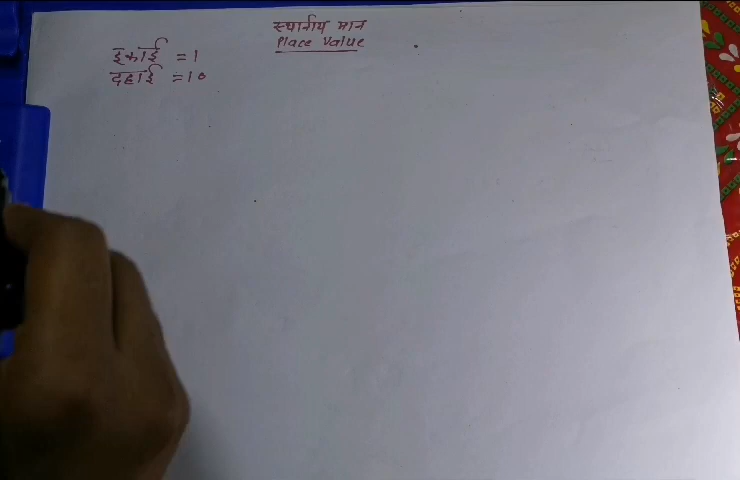 स्थानीय मान
Place Value
इकाई = 1
दहाई = 10